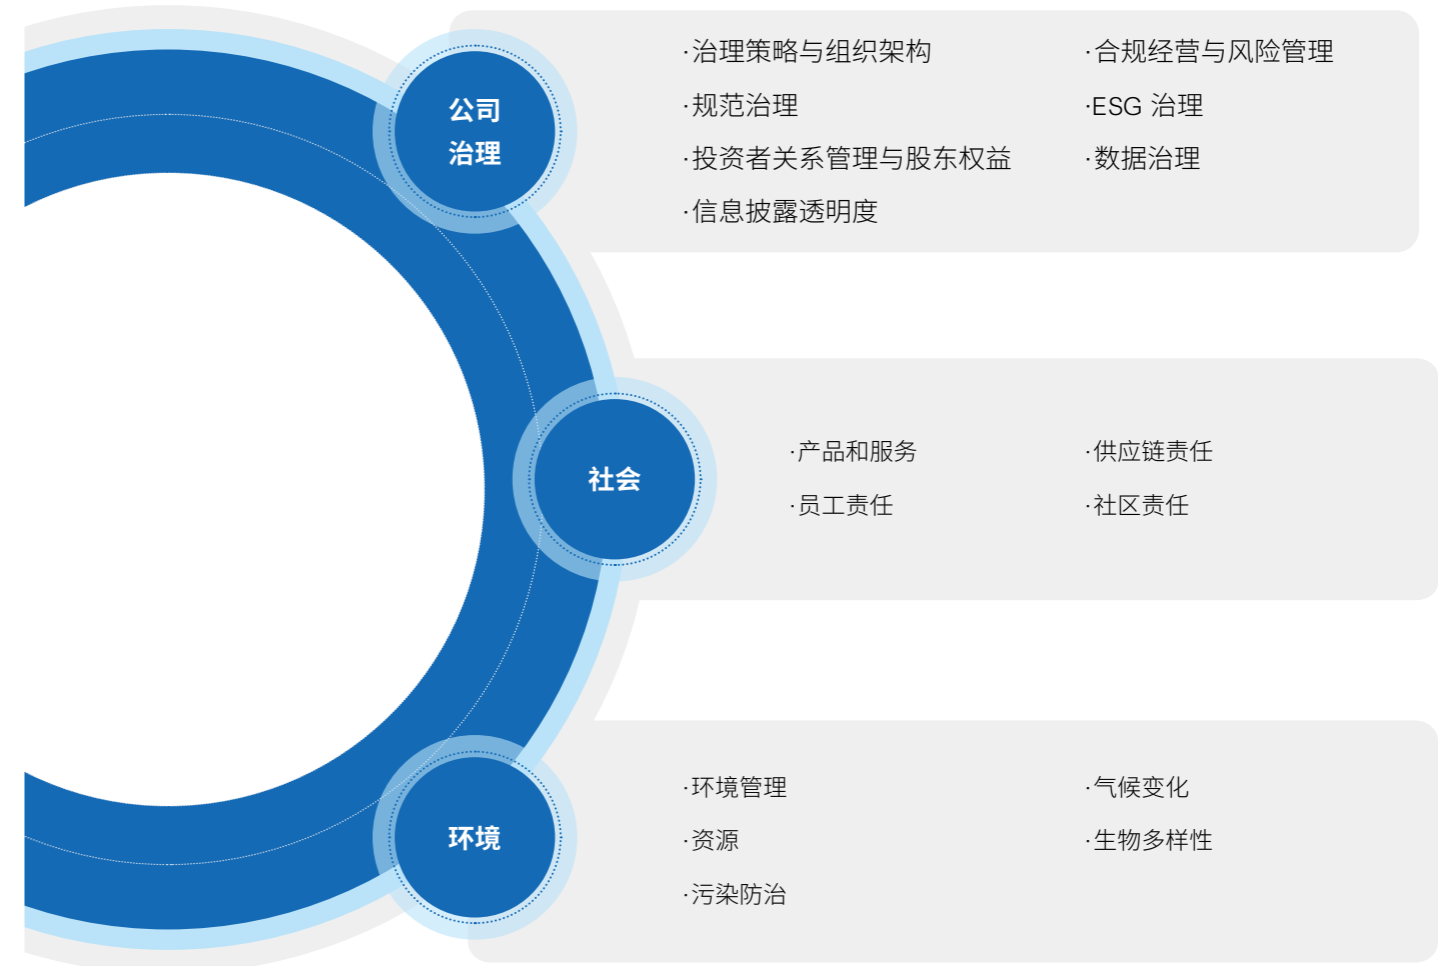 公司
治理
·治理策略与组织架构
·合规经营与风险管理
·规范治理
·ESG 治理
·投资者关系管理与股东权益
·数据治理
·信息披露透明度
社会
·产品和服务
·供应链责任
·员工责任
·社区责任
环境
·环境管理
·气候变化
·资源
·生物多样性
·污染防治